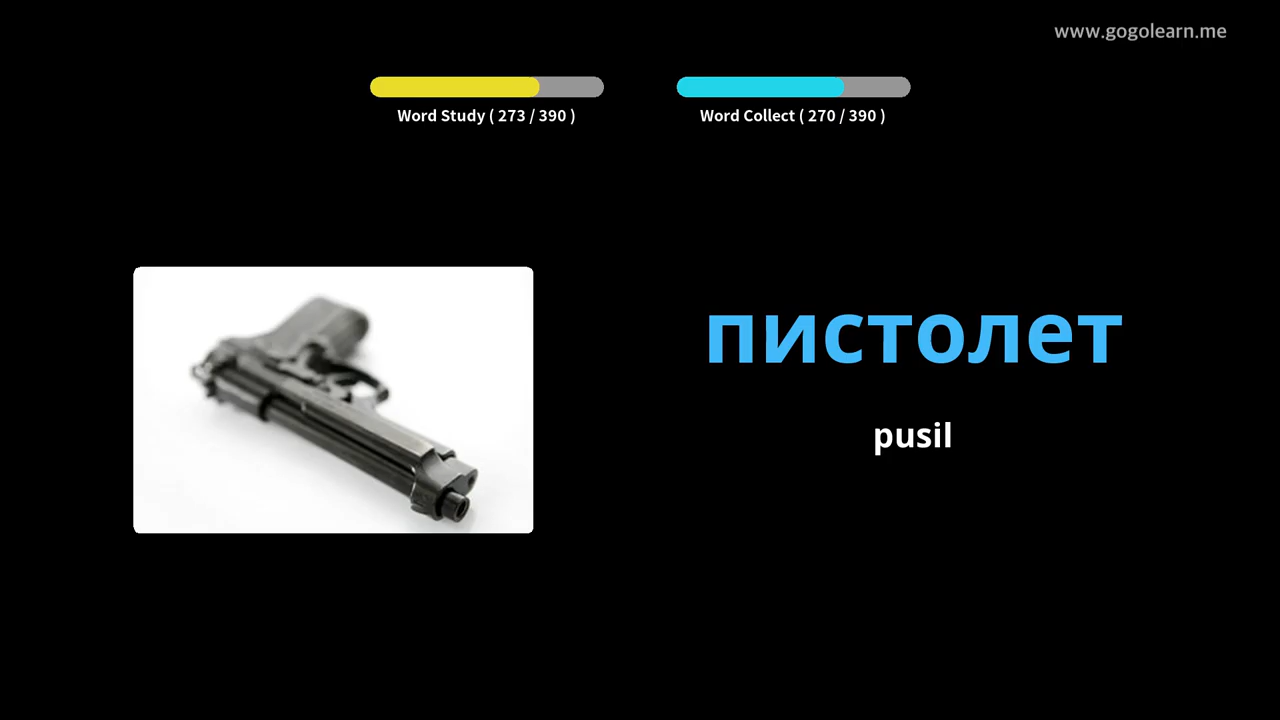 www.gogolearn.me
Word Study ( 273 / 390 )
Word Collect ( 270 / 390 )
пистолет
pusil